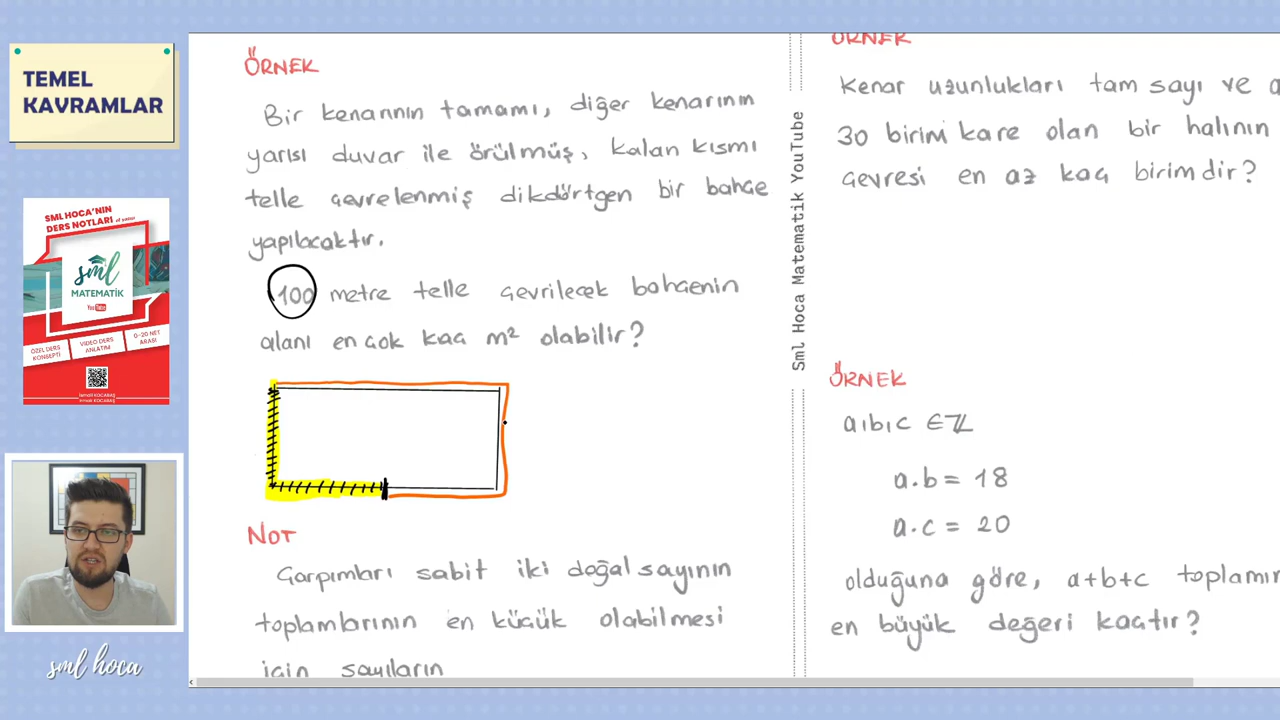 TEMEL
KAVRAMLAR
SML HOCA'NIN
DERS NOTLARI
sml
MATEMATİK
YouTube
ÖZEL DERS
KONSEPTİ
VİDEO DERS
ANLATIM
0-20 NET
ARASI
sml hoca
ÖRNEK
Bir kenarının tamamı, diğer kenarının
yarısı duvar ile örülmüş, kalan kısmı
telle çevrelenmiş dikdörtgen bir bahçe
yapılacaktır.
100 metre telle çevrilecek bahçenin
alanı en çok kaç m² olabilir?
NOT
Çarpımları sabit iki doğal sayının
toplamlarının en küçük olabilmesi
için sayıların
Sml Hoca Matematik YouTube
ÖRNEK
Kenar uzunlukları tam sayı ve a
30 birim kare olan bir halının
çevresi en az kaç birimdir?
ÖRNEK
a,b,c ∈ Z
a.b = 18
a.c = 20
olduğuna göre, a+b+c toplamın
en büyük değeri kaçtır?